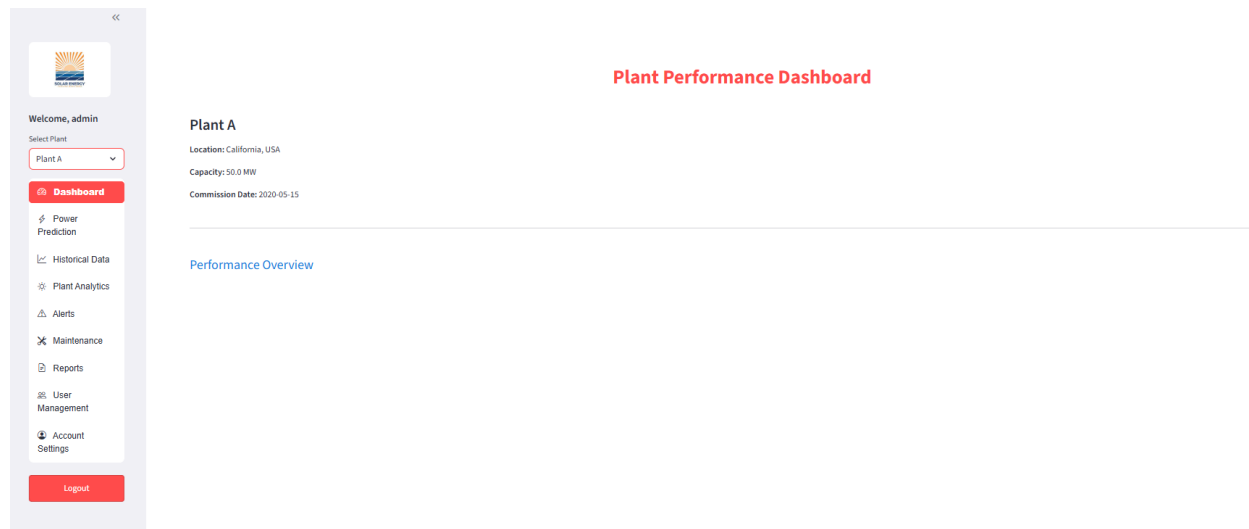 «
SOLAR ENERGY
Welcome, admin
Select Plant
Plant A
Dashboard
Power
Prediction
Historical Data
Plant Analytics
Alerts
Maintenance
Reports
User
Management
Account
Settings
Logout
Plant Performance Dashboard
Plant A
Location: California, USA
Capacity: 50.0 MW
Commission Date: 2020-05-15
Performance Overview